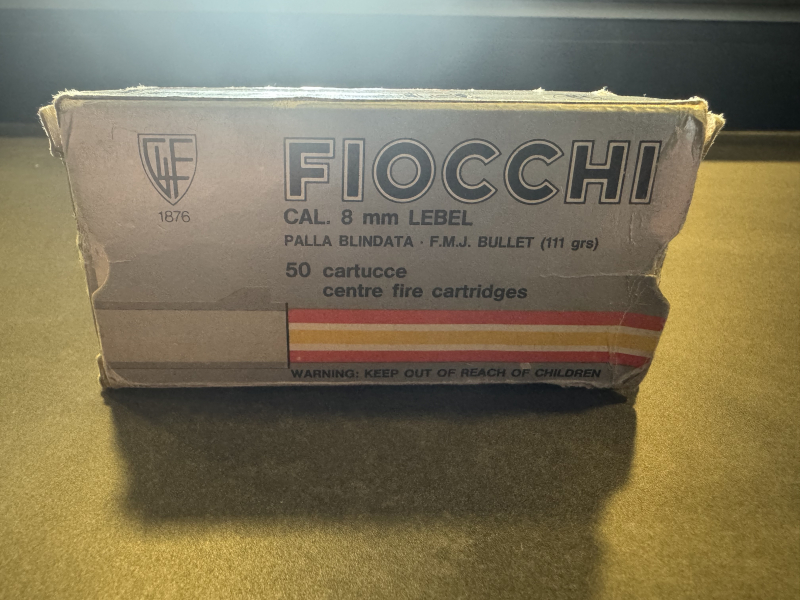 GFL
1876
FIOCCHI
CAL. 8 mm LEBEL
PALLA BLINDATA · F.M.J. BULLET (111 grs)
50 cartucce
centre fire cartridges
WARNING: KEEP OUT OF REACH OF CHILDREN